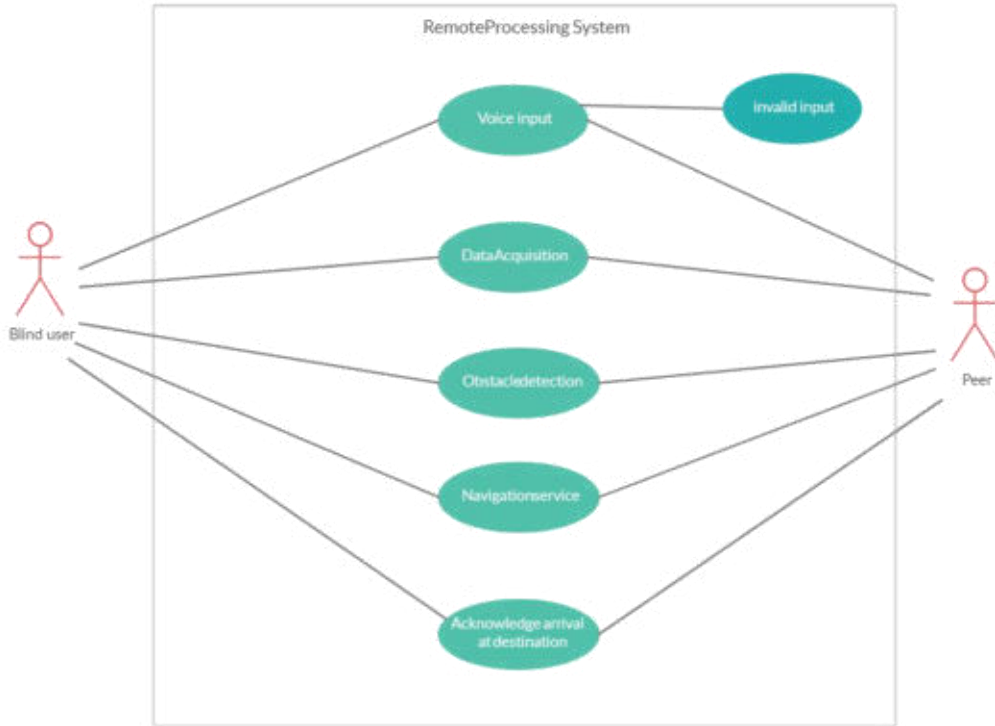 RemoteProcessing System
Voice input
invalid input
DataAcquisition
Blind user
Obstacledetection
Peer
Navigationservice
Acknowledge arrival
at destination